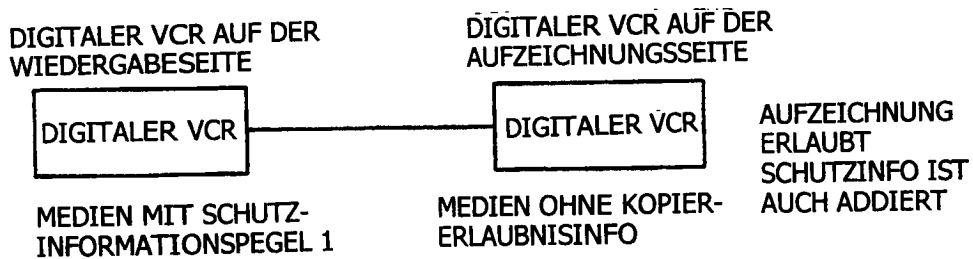 DIGITALER VCR AUF DER
WIEDERGABESEITE
DIGITALER VCR AUF DER
AUFZEICHNUNGSSEITE
DIGITALER VCR
DIGITALER VCR
AUFZEICHNUNG
ERLAUBT
SCHUTZINFO IST
AUCH ADDIERT
MEDIEN MIT SCHUTZ-
INFORMATIONSPEGEL 1
MEDIEN OHNE KOPIER-
ERLAUBNISINFO